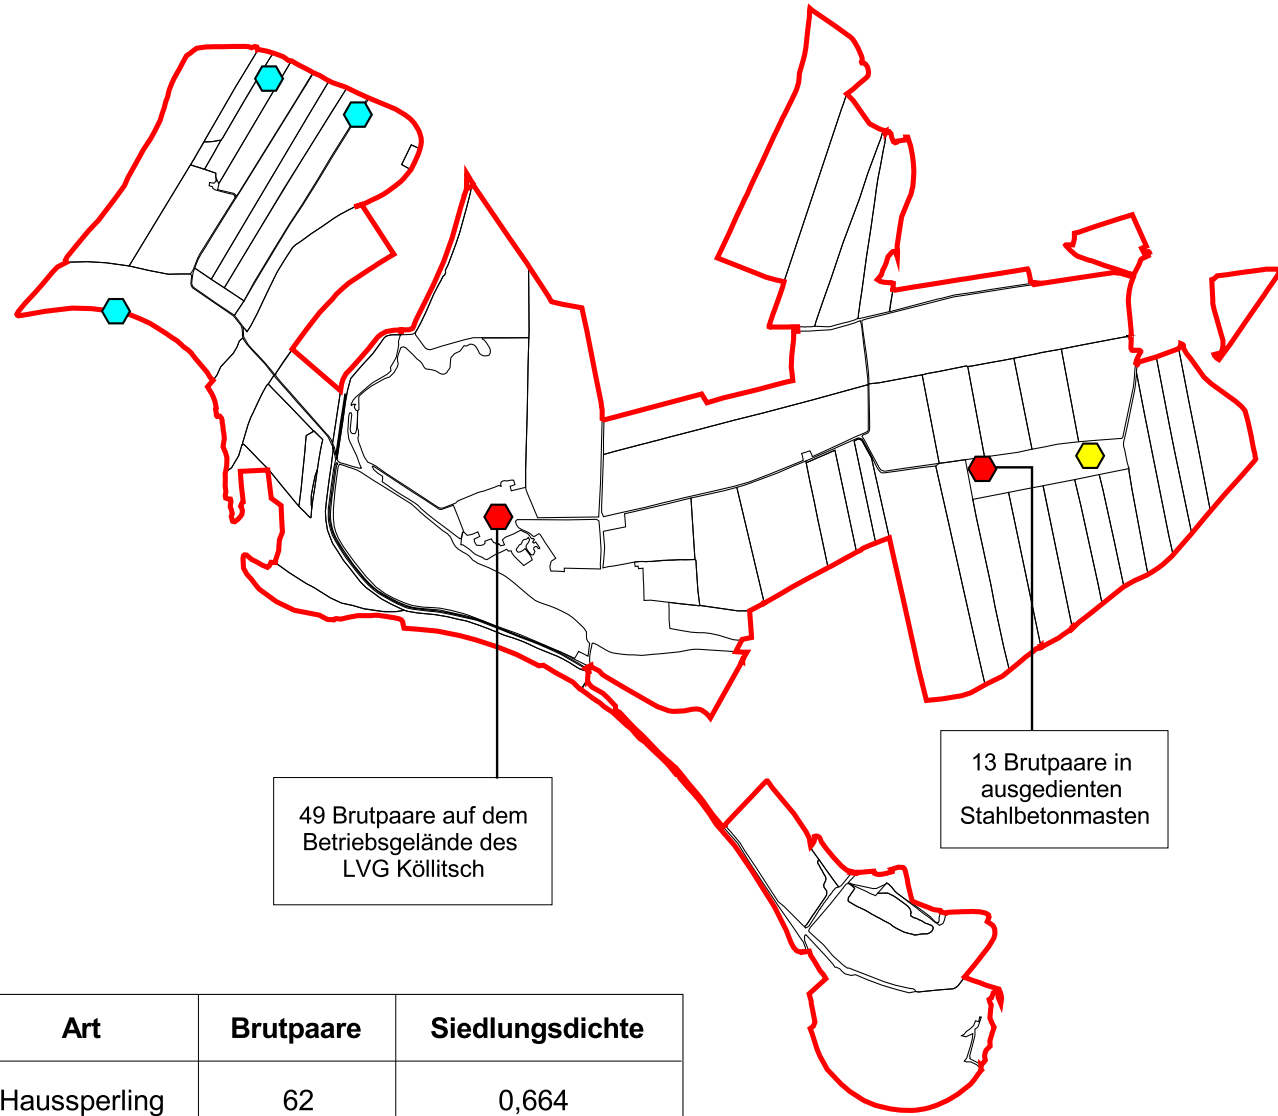 13 Brutpaare in
ausgedienten
Stahlbetonmasten
49 Brutpaare auf dem
Betriebsgelände des
LVG Köllitsch
Art Brutpaare Siedlungsdichte
Haussperling 62 0,664